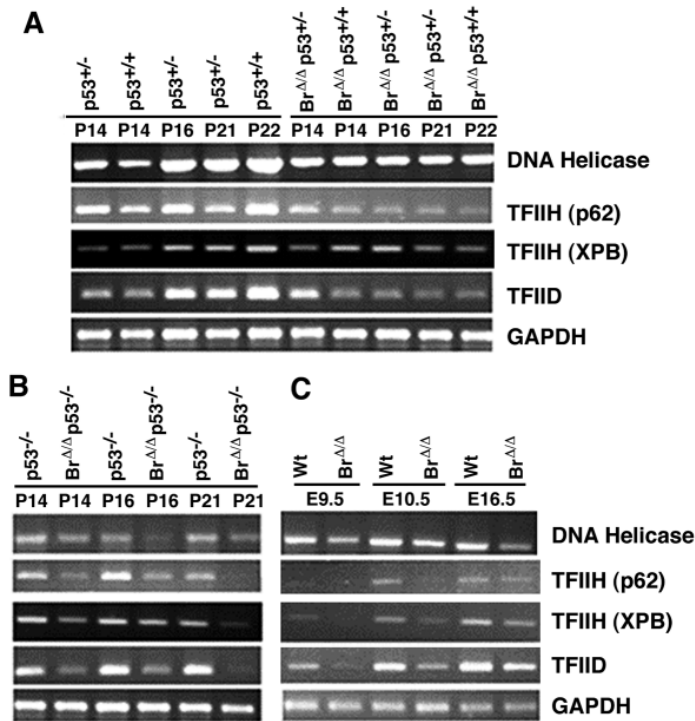 A
p53+/- p53+/+ p53+/- p53+/- p53+/+ BrΔ/Δ p53+/- BrΔ/Δ p53+/+ BrΔ/Δ p53+/- BrΔ/Δ p53+/- BrΔ/Δ p53+/+
P14 P14 P16 P21 P22 P14 P14 P16 P21 P22
DNA Helicase
TFIIH (p62)
TFIIH (XPB)
TFIID
GAPDH
B
p53-/- BrΔ/Δ p53-/- p53-/- BrΔ/Δ p53-/- p53-/- BrΔ/Δ p53-/-
P14 P14 P16 P16 P21 P21
C
Wt BrΔ/Δ Wt BrΔ/Δ Wt BrΔ/Δ
E9.5 E10.5 E16.5
DNA Helicase
TFIIH (p62)
TFIIH (XPB)
TFIID
GAPDH